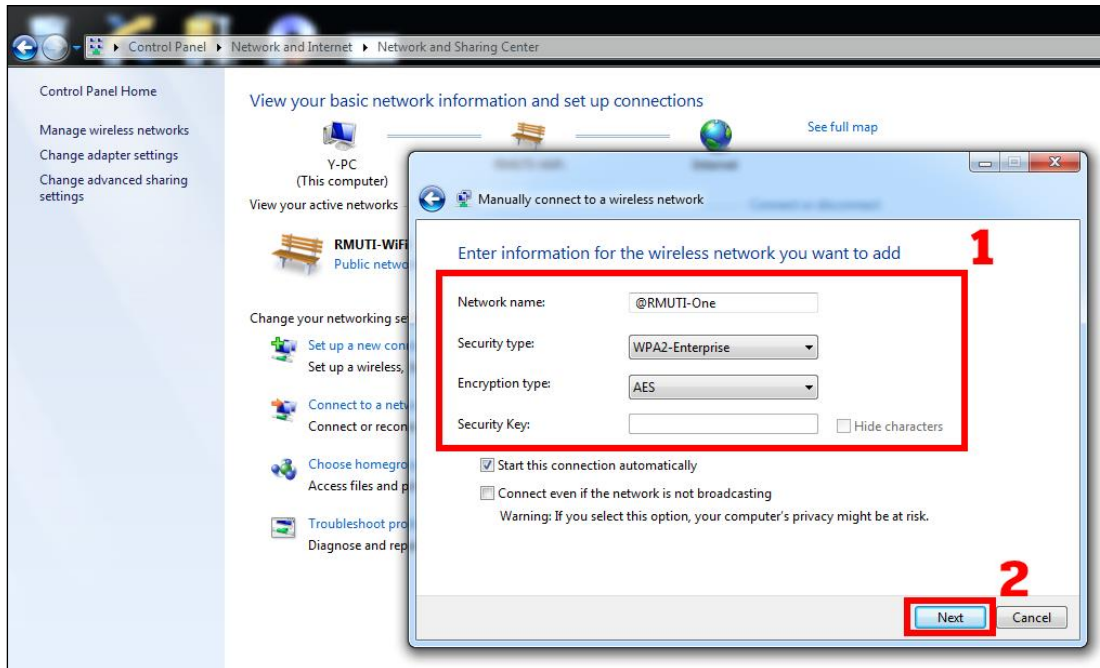 Control Panel ▸ Network and Internet ▸ Network and Sharing Center
Control Panel Home
Manage wireless networks
Change adapter settings
Change advanced sharing
settings
View your basic network information and set up connections
See full map
Y-PC
(This computer)
View your active networks
RMUTI-WiFi
Public netwo
Change your networking se
Set up a new con
Set up a wireless,
Connect to a netw
Connect or recon
Choose homegro
Access files and p
Troubleshoot pro
Diagnose and rep
Manually connect to a wireless network
Enter information for the wireless network you want to add
1
Network name: @RMUTI-One
Security type: WPA2-Enterprise
Encryption type: AES
Security Key: Hide characters
Start this connection automatically
Connect even if the network is not broadcasting
Warning: If you select this option, your computer's privacy might be at risk.
2
Next Cancel